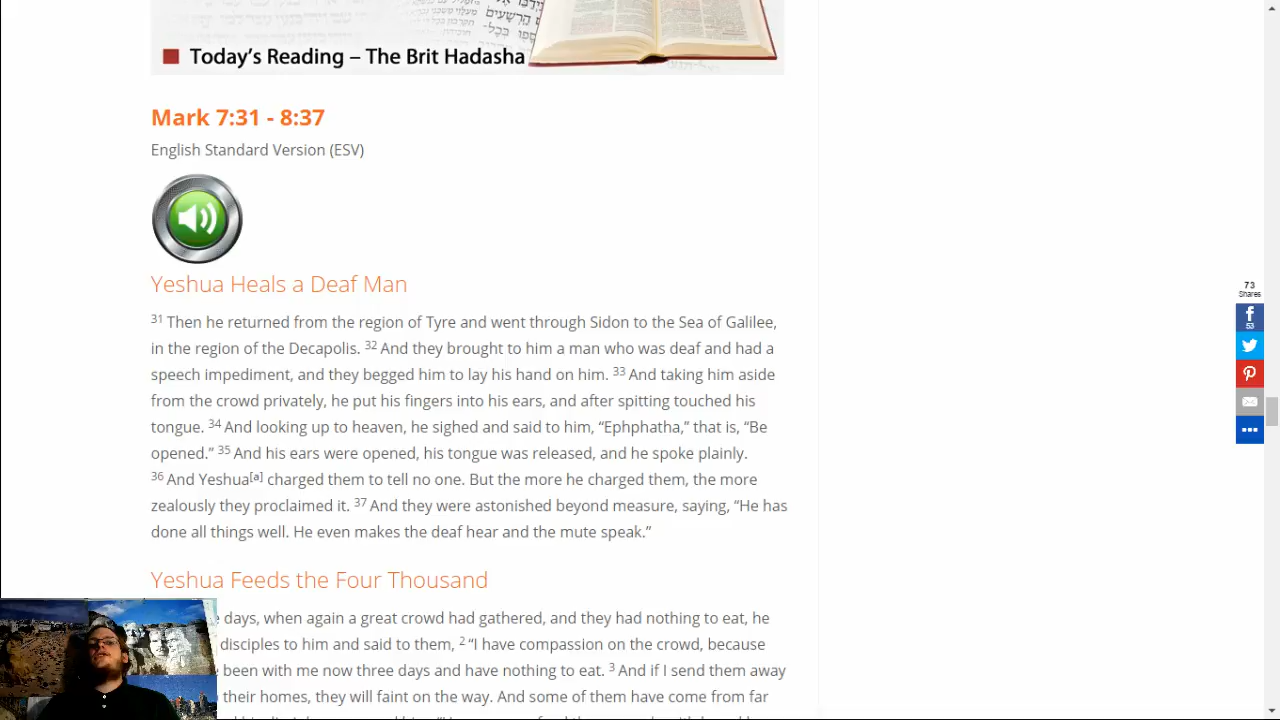 Today's Reading – The Brit Hadasha
Mark 7:31 - 8:37
English Standard Version (ESV)
Yeshua Heals a Deaf Man
31 Then he returned from the region of Tyre and went through Sidon to the Sea of Galilee,
in the region of the Decapolis. 32 And they brought to him a man who was deaf and had a
speech impediment, and they begged him to lay his hand on him. 33 And taking him aside
from the crowd privately, he put his fingers into his ears, and after spitting touched his
tongue. 34 And looking up to heaven, he sighed and said to him, “Ephphatha,” that is, “Be
opened.” 35 And his ears were opened, his tongue was released, and he spoke plainly.
36 And Yeshua[a] charged them to tell no one. But the more he charged them, the more
zealously they proclaimed it. 37 And they were astonished beyond measure, saying, “He has
done all things well. He even makes the deaf hear and the mute speak.”
Yeshua Feeds the Four Thousand
days, when again a great crowd had gathered, and they had nothing to eat, he
disciples to him and said to them, 2 “I have compassion on the crowd, because
been with me now three days and have nothing to eat. 3 And if I send them away
their homes, they will faint on the way. And some of them have come from far
73
Shares
53